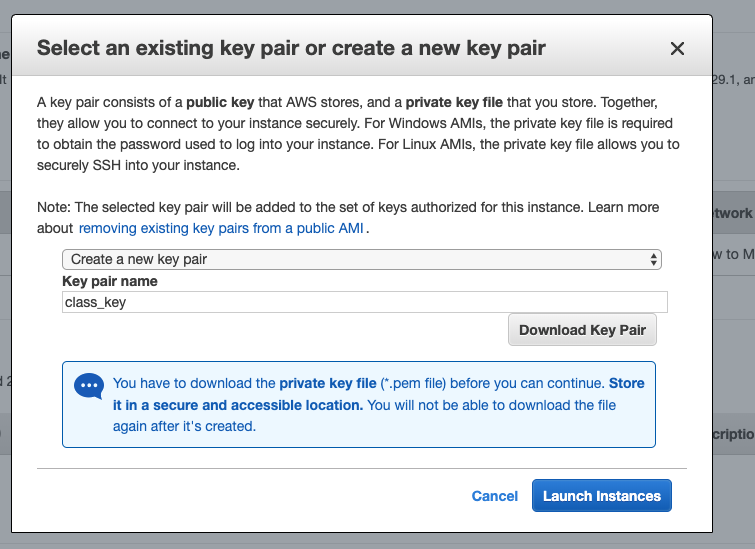 Select an existing key pair or create a new key pair
A key pair consists of a public key that AWS stores, and a private key file that you store. Together,
they allow you to connect to your instance securely. For Windows AMIs, the private key file is required
to obtain the password used to log into your instance. For Linux AMIs, the private key file allows you to
securely SSH into your instance.
Note: The selected key pair will be added to the set of keys authorized for this instance. Learn more
about removing existing key pairs from a public AMI.
Create a new key pair
Key pair name
class_key
Download Key Pair
You have to download the private key file (*.pem file) before you can continue. Store
it in a secure and accessible location. You will not be able to download the file
again after it's created.
Cancel
Launch Instances
29.1, ar
twork
w to M
criptio